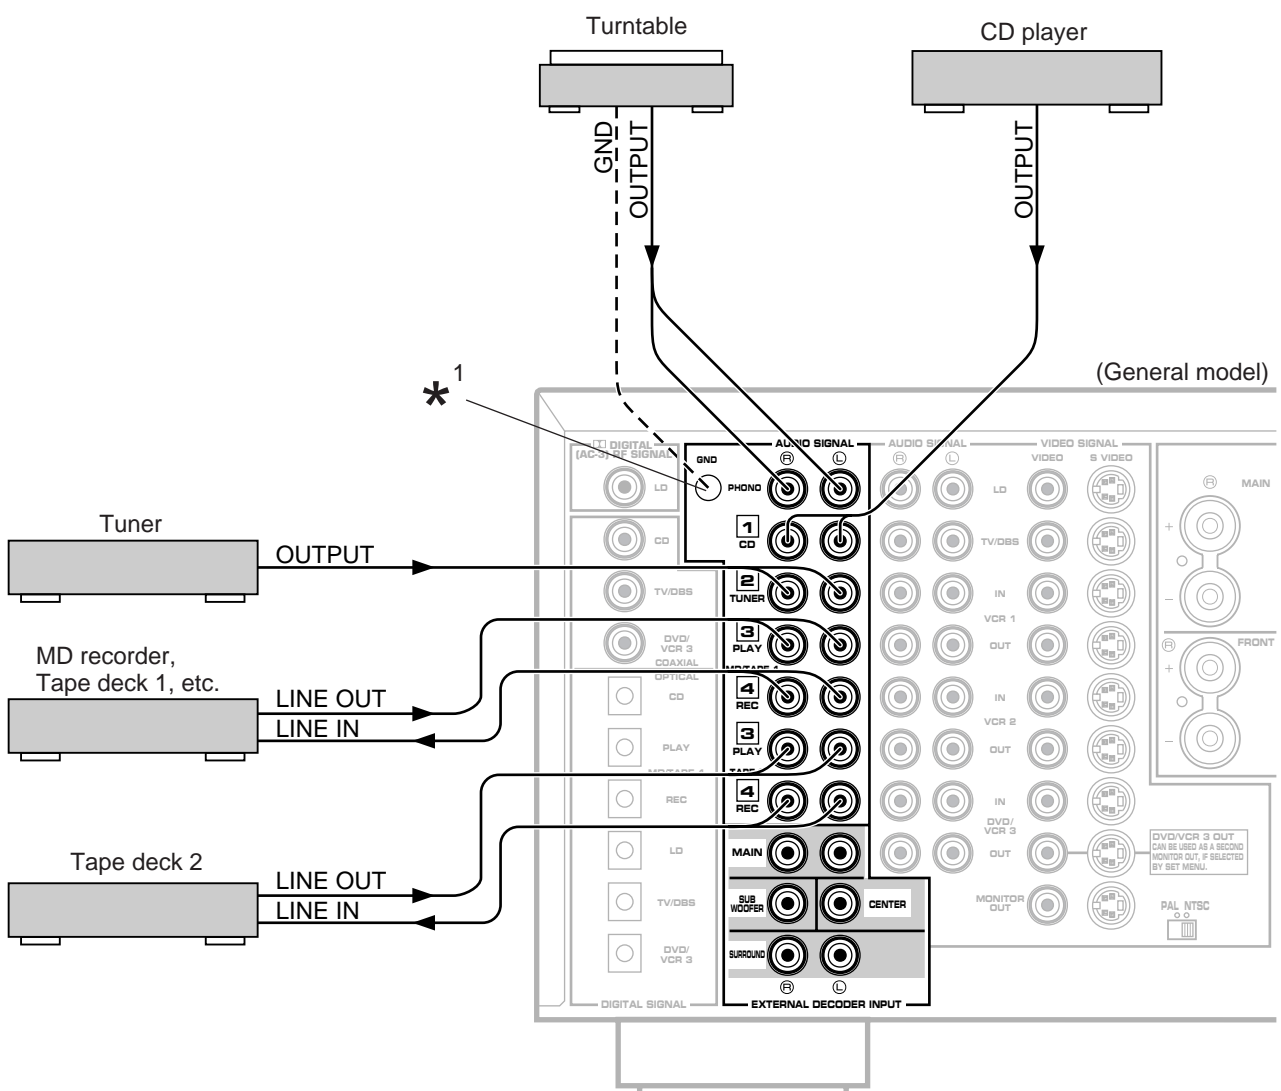 Turntable
CD player
GND
OUTPUT
OUTPUT
*1
(General model)
DIGITAL
(AC-3) RF SIGNAL
LD
GND
AUDIO SIGNAL
R L
PHONO
1
CD
2
TUNER
3
PLAY
MD/TAPE 1
4
REC
3
PLAY
4
REC
MAIN
SUB
WOOFER
CENTER
SURROUND
R L
EXTERNAL DECODER INPUT
CD
TV/DBS
DVD/
VCR 3
COAXIAL
OPTICAL
CD
PLAY
MD/TAPE 1
REC
LD
TV/DBS
DVD/
VCR 3
DIGITAL SIGNAL
AUDIO SIGNAL
R L
VIDEO SIGNAL
VIDEO S VIDEO
LD
TV/DBS
IN
VCR 1
OUT
IN
VCR 2
OUT
IN
DVD/
VCR 3
OUT
MONITOR
OUT
DVD/VCR 3 OUT
CAN BE USED AS A SECOND
MONITOR OUT, IF SELECTED
BY SET MENU.
PAL NTSC
R MAIN
+
–
R FRONT
+
–
Tuner
OUTPUT
MD recorder,
Tape deck 1, etc.
LINE OUT
LINE IN
Tape deck 2
LINE OUT
LINE IN